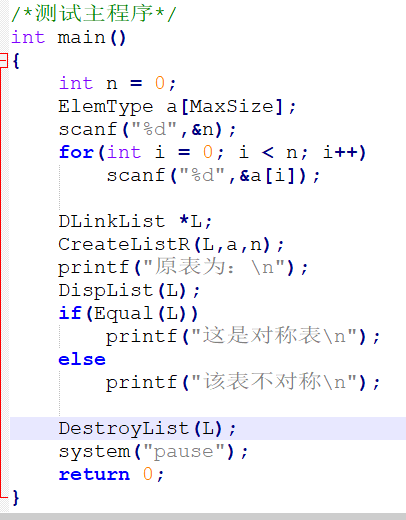 /*测试主程序*/
int main()
{
    int n = 0;
    ElemType a[MaxSize];
    scanf("%d",&n);
    for(int i = 0; i < n; i++)
        scanf("%d",&a[i]);
    DLinkList *L;
    CreateListR(L,a,n);
    printf("原表为：\n");
    DispList(L);
    if(Equal(L))
        printf("这是对称表\n");
    else
        printf("该表不对称\n");
    DestroyList(L);
    system("pause");
    return 0;
}